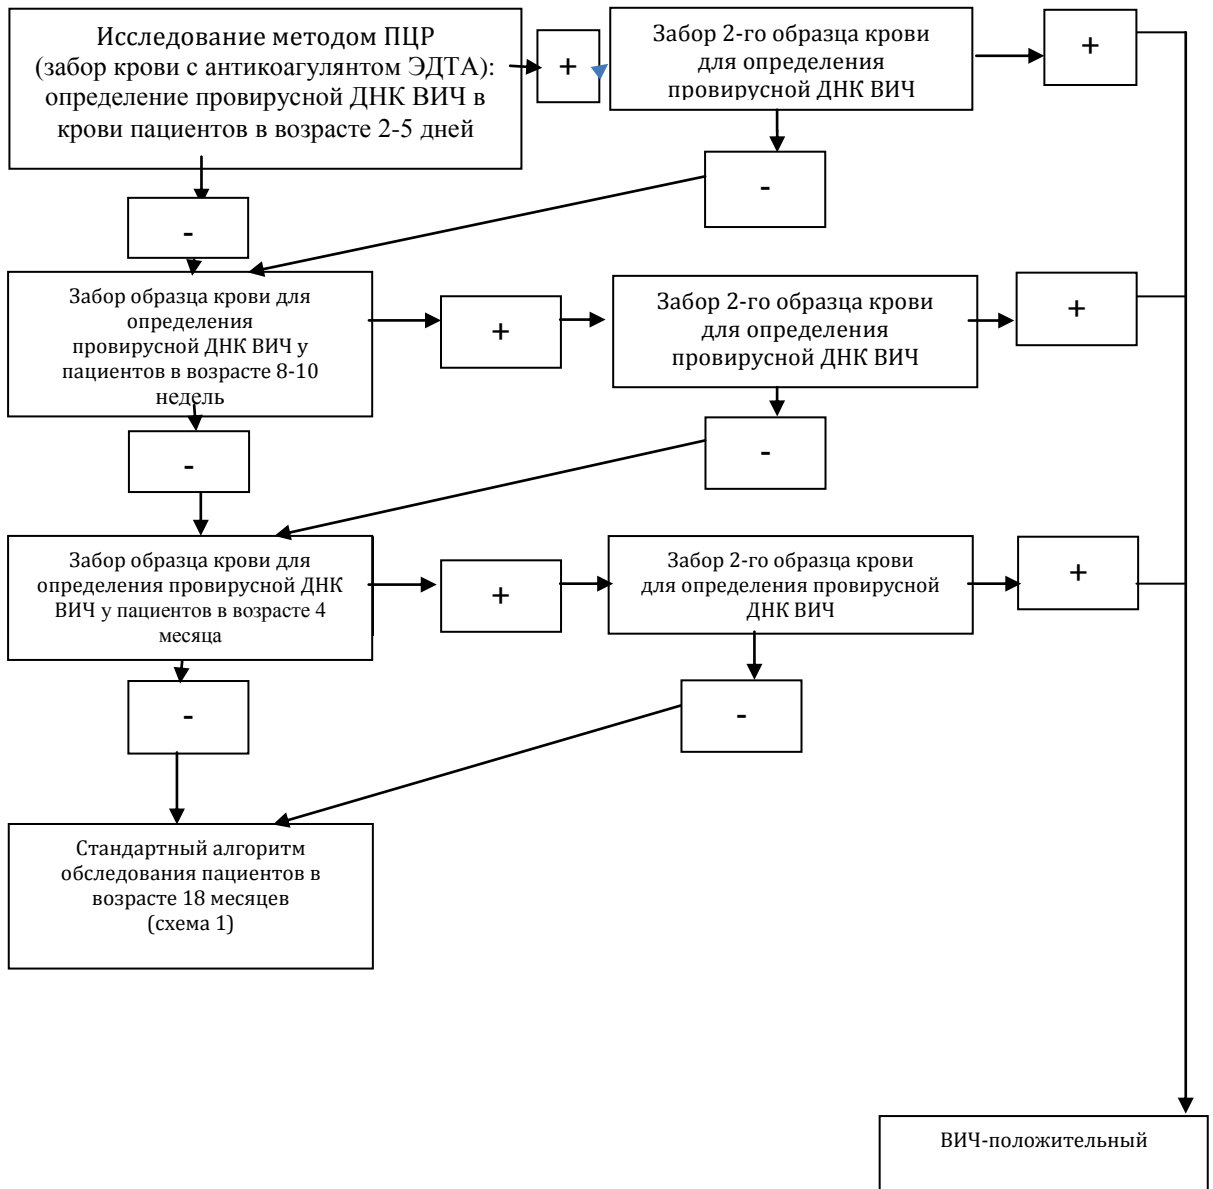 Исследование методом ПЦР
(забор крови с антикоагулянтом ЭДТА):
определение провирусной ДНК ВИЧ в
крови пациентов в возрасте 2-5 дней
+
Забор 2-го образца крови
для определения
провирусной ДНК ВИЧ
+
-
-
Забор образца крови для
определения
провирусной ДНК ВИЧ у
пациентов в возрасте 8-10
недель
+
Забор 2-го образца крови
для определения
провирусной ДНК ВИЧ
+
-
-
Забор образца крови для
определения провирусной ДНК
ВИЧ у пациентов в возрасте 4
месяца
+
Забор 2-го образца крови
для определения провирусной
ДНК ВИЧ
+
-
-
Стандартный алгоритм
обследования пациентов в
возрасте 18 месяцев
(схема 1)
ВИЧ-положительный